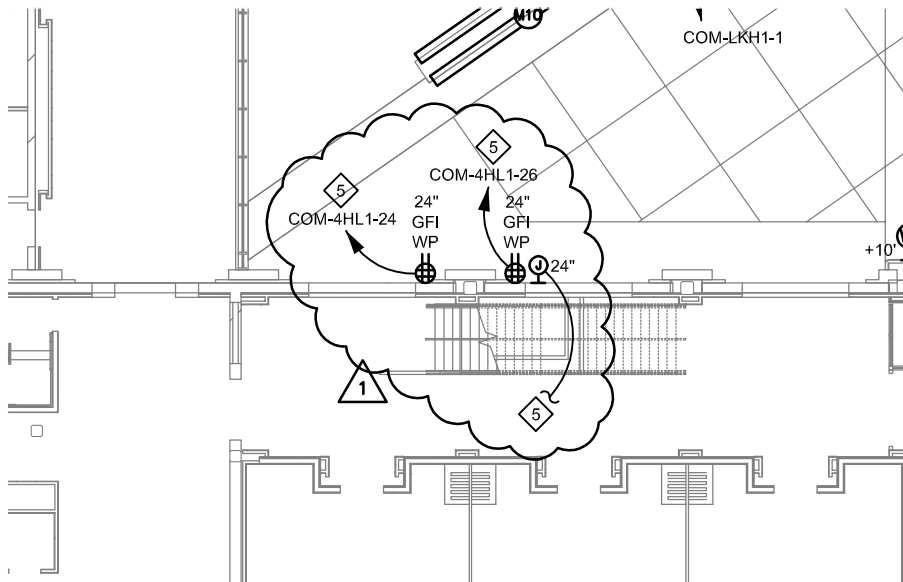 M10
COM-LKH1-1
5
COM-4HL1-26
5
COM-4HL1-24
24"
GFI
WP
24"
GFI
WP
J 24"
+10'
1
5